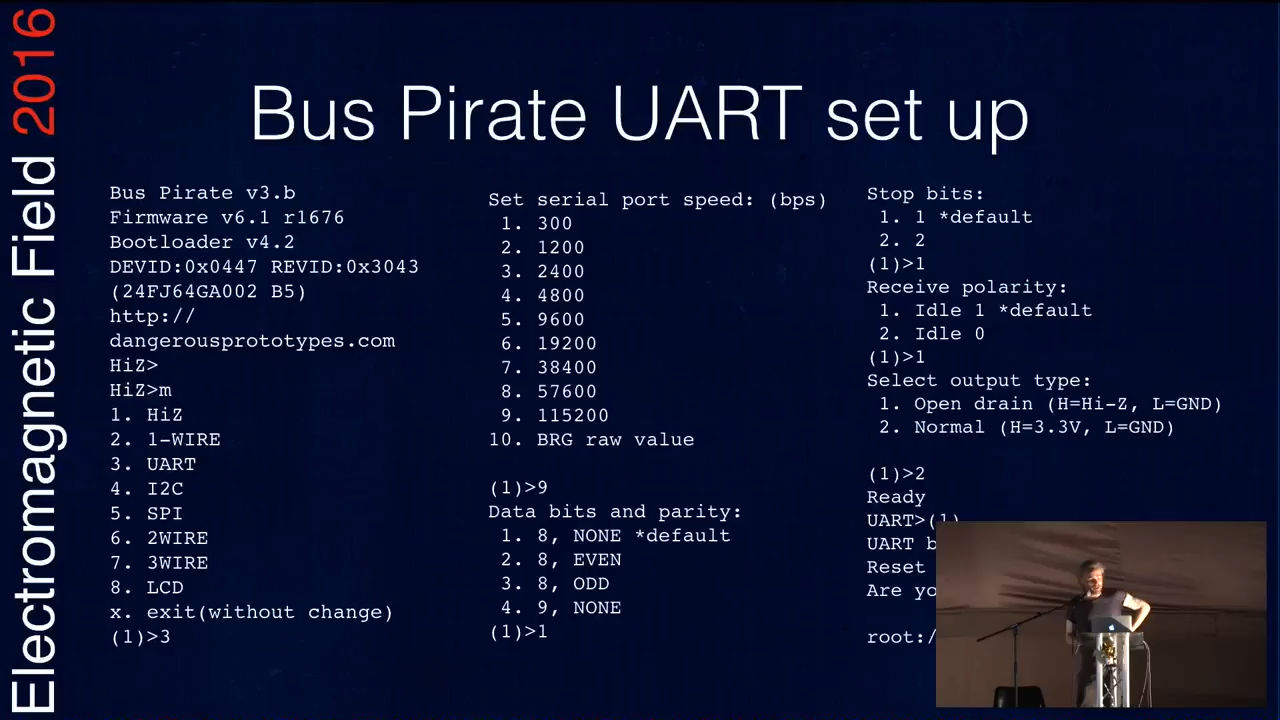 Electromagnetic Field 2016
Bus Pirate UART set up
Bus Pirate v3.b
Firmware v6.1 r1676
Bootloader v4.2
DEVID:0x0447 REVID:0x3043
(24FJ64GA002 B5)
http://
dangerousprototypes.com
HiZ>
HiZ>m
1. HiZ
2. 1-WIRE
3. UART
4. I2C
5. SPI
6. 2WIRE
7. 3WIRE
8. LCD
x. exit(without change)
(1)>3
Set serial port speed: (bps)
1. 300
2. 1200
3. 2400
4. 4800
5. 9600
6. 19200
7. 38400
8. 57600
9. 115200
10. BRG raw value
(1)>9
Data bits and parity:
1. 8, NONE *default
2. 8, EVEN
3. 8, ODD
4. 9, NONE
(1)>1
Stop bits:
1. 1 *default
2. 2
(1)>1
Receive polarity:
1. Idle 1 *default
2. Idle 0
(1)>1
Select output type:
1. Open drain (H=Hi-Z, L=GND)
2. Normal (H=3.3V, L=GND)
(1)>2
Ready
UART>(1)
UART
Reset
Are
root:/